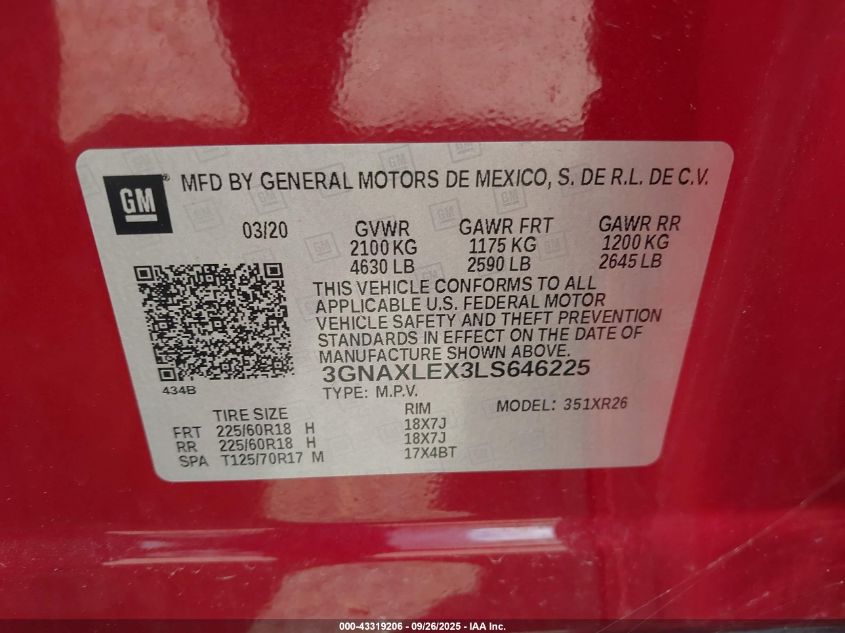 GM ® MFD BY GENERAL MOTORS DE MEXICO, S. DE R.L. DE C.V.
03/20 GVWR GAWR FRT GAWR RR
2100 KG 1175 KG 1200 KG
4630 LB 2590 LB 2645 LB
THIS VEHICLE CONFORMS TO ALL
APPLICABLE U.S. FEDERAL MOTOR
VEHICLE SAFETY AND THEFT PREVENTION
STANDARDS IN EFFECT ON THE DATE OF
MANUFACTURE SHOWN ABOVE.
3GNAXLEX3LS646225
434B TYPE: M.P.V.
TIRE SIZE RIM MODEL: 351XR26
FRT 225/60R18 H 18X7J
RR 225/60R18 H 18X7J
SPA T125/70R17 M 17X4BT
000-43319206 - 09/26/2025 - IAA Inc.